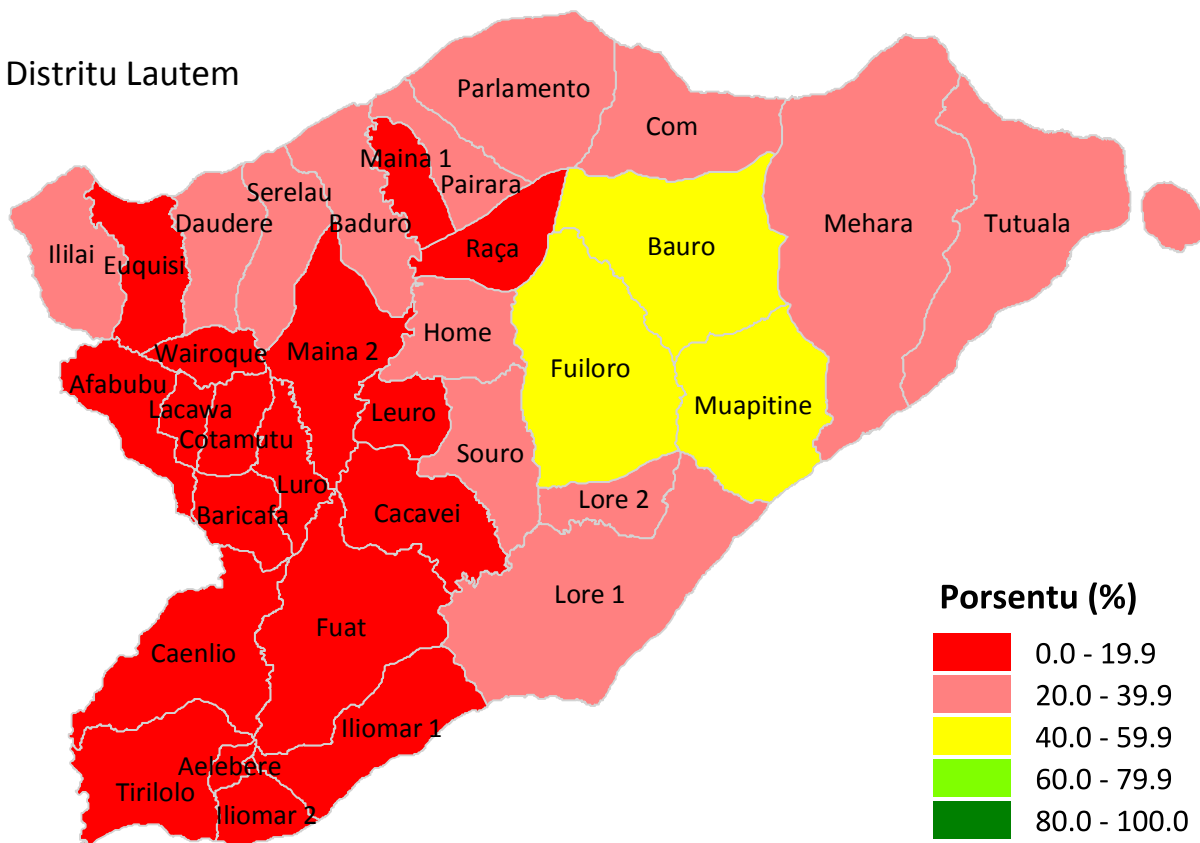 Distritu Lautem
Parlamento
Com
Maina 1
Pairara
Serelau
Daudere
Baduro
Mehara
Tutuala
Ililai
Euquisi
Raça
Bauro
Home
Wairoque
Maina 2
Fuiloro
Afabubu
Lacawa
Leuro
Muapitine
Cotamutu
Souro
Luro
Lore 2
Baricafa
Cacavei
Lore 1
Fuat
Caenlio
Iliomar 1
Aelebere
Tirilolo
Iliomar 2
Porsentu (%)
0.0 - 19.9
20.0 - 39.9
40.0 - 59.9
60.0 - 79.9
80.0 - 100.0